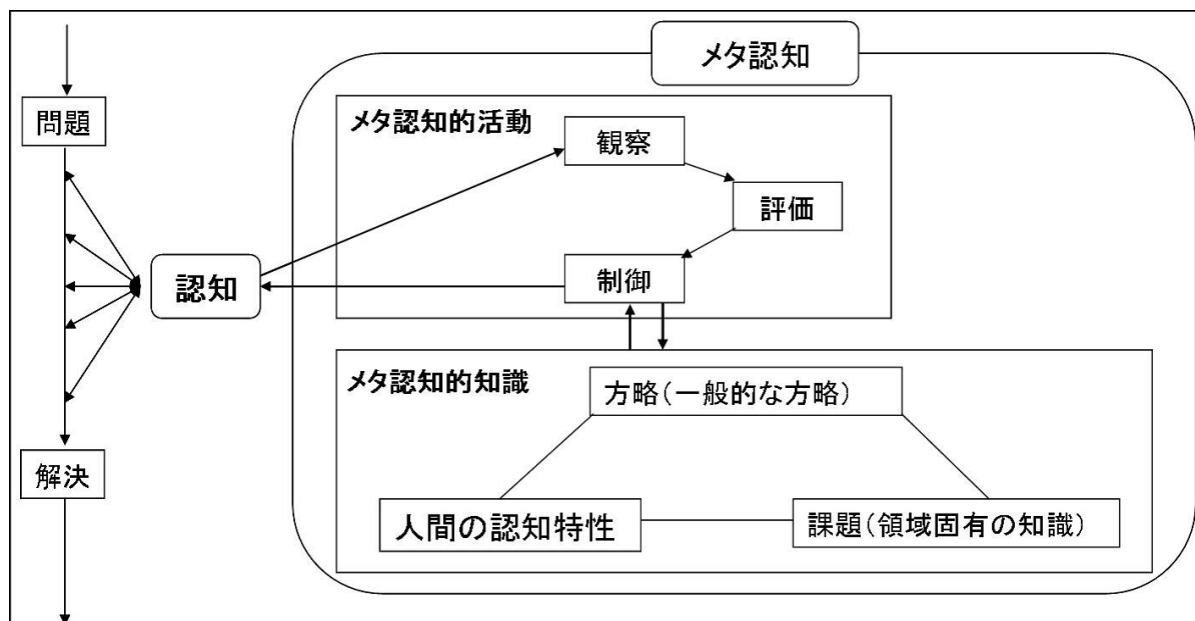 メタ認知
問題
メタ認知的活動
観察
評価
認知
制御
メタ認知的知識
方略(一般的な方略)
解決
人間の認知特性
課題(領域固有の知識)